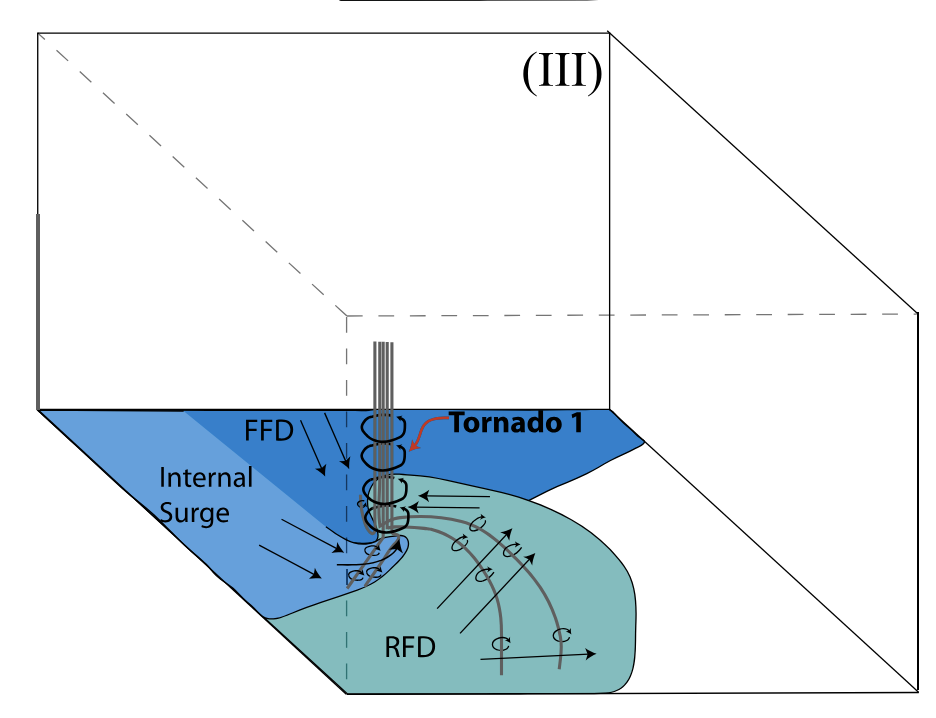 (III)
FFD
Tornado 1
Internal
Surge
RFD